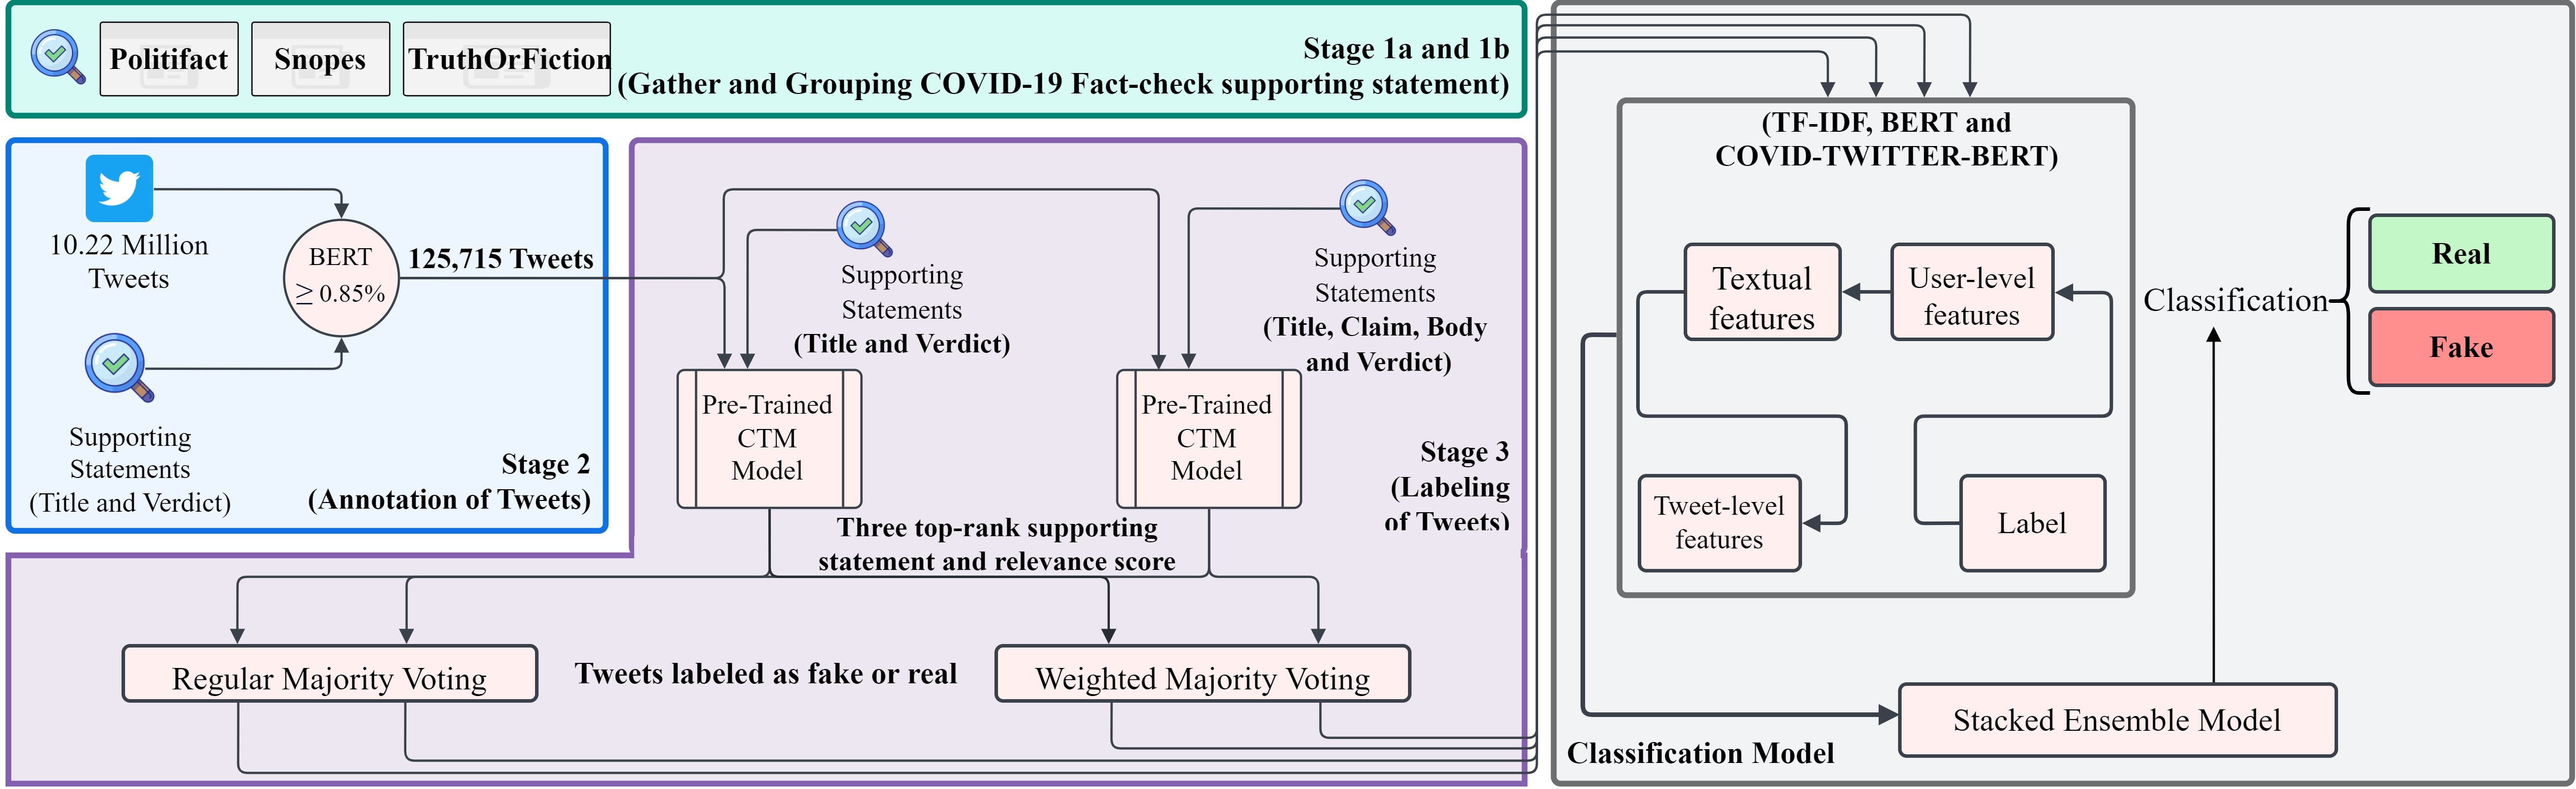 Politifact
Snopes
TruthOrFiction
Stage 1a and 1b
(Gather and Grouping COVID-19 Fact-check supporting statement)
10.22 Million
Tweets
BERT
≥ 0.85%
125,715 Tweets
Supporting
Statements
(Title and Verdict)
Stage 2
(Annotation of Tweets)
Supporting
Statements
(Title and Verdict)
Supporting
Statements
(Title, Claim, Body
and Verdict)
Pre-Trained
CTM
Model
Pre-Trained
CTM
Model
Stage 3
(Labeling
of Tweets)
Three top-rank supporting
statement and relevance score
Regular Majority Voting
Tweets labeled as fake or real
Weighted Majority Voting
(TF-IDF, BERT and
COVID-TWITTER-BERT)
Textual
features
User-level
features
Tweet-level
features
Label
Classification
Real
Fake
Stacked Ensemble Model
Classification Model